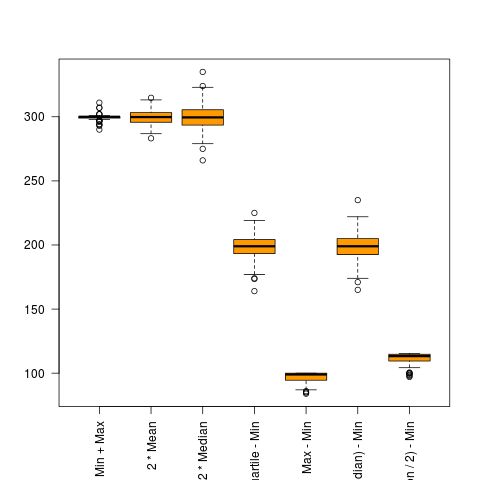 300
250
200
150
100
Min + Max
2 * Mean
2 * Median
artile - Min
Max - Min
dian) - Min
n / 2) - Min